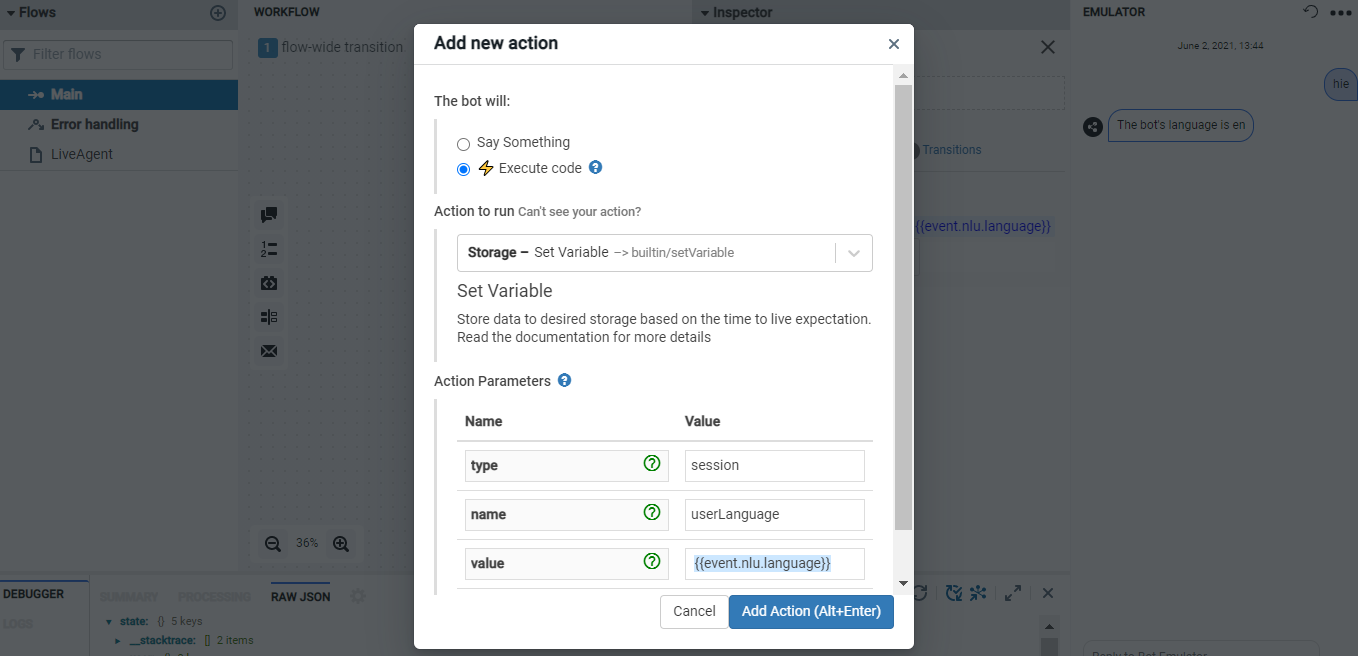 Flows
Filter flows
Main
Error handling
LiveAgent
WORKFLOW
1 flow-wide transition
36%
Inspector
Transitions
{{event.nlu.language}}
EMULATOR
June 2, 2021, 13:44
hie
The bot's language is en
Add new action
The bot will:
Say Something
Execute code
Action to run Can't see your action?
Storage – Set Variable –> builtin/setVariable
Set Variable
Store data to desired storage based on the time to live expectation.
Read the documentation for more details
Action Parameters
Name Value
type session
name userLanguage
value {{event.nlu.language}}
Cancel Add Action (Alt+Enter)
DEBUGGER
LOGS
SUMMARY PROCESSING RAW JSON
state: {} 5 keys
__stacktrace: [] 2 items
Reply to Bot Emulator